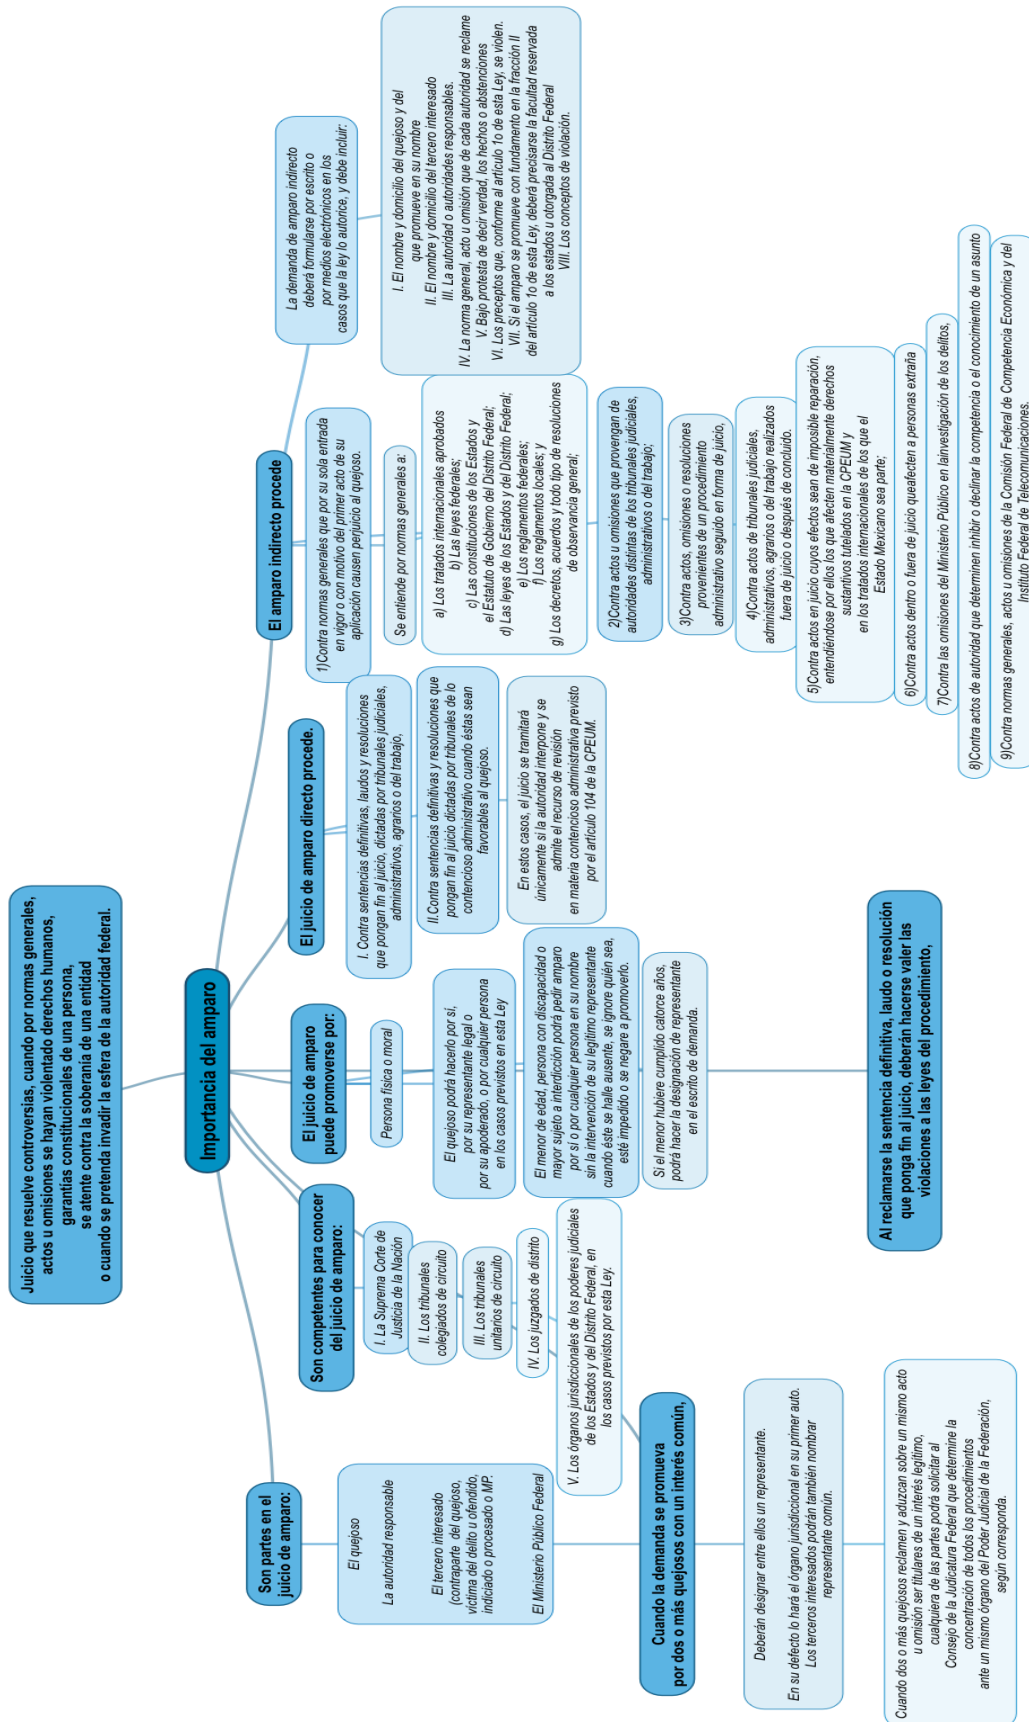 Juicio que resuelve controversias, cuando por normas generales,
actos u omisiones se hayan violentado derechos humanos,
garantías constitucionales de una persona,
se atente contra la soberanía de una entidad
o cuando se pretenda invadir la esfera de la autoridad federal.
Importancia del amparo
Son partes en el
juicio de amparo:
El quejoso
La autoridad responsable
El tercero interesado
(contraparte del quejoso,
víctima del delito u ofendido,
indiciado o procesado o MP.
El Ministerio Público Federal
Son competentes para conocer
del juicio de amparo:
I. La Suprema Corte de
Justicia de la Nación
II. Los tribunales
colegiados de circuito
III. Los tribunales
unitarios de circuito
IV. Los juzgados de distrito
V. Los órganos jurisdiccionales de los poderes judiciales
de los Estados y del Distrito Federal, en
los casos previstos por esta Ley.
Cuando la demanda se promueva
por dos o más quejosos con un interés común,
Deberán designar entre ellos un representante.
En su defecto lo hará el órgano jurisdiccional en su primer auto.
Los terceros interesados podrán también nombrar
representante común.
Cuando dos o más quejosos reclamen y aduzcan sobre un mismo acto
u omisión ser titulares de un interés legítimo,
cualquiera de las partes podrá solicitar al
Consejo de la Judicatura Federal que determine la
concentración de todos los procedimientos
ante un mismo órgano del Poder Judicial de la Federación,
según corresponda.
El juicio de amparo
puede promoverse por:
Persona física o moral
El quejoso podrá hacerlo por sí,
por su representante legal o
por su apoderado, o por cualquier persona
en los casos previstos en esta Ley
El menor de edad, persona con discapacidad o
mayor sujeto a interdicción podrá pedir amparo
por sí o por cualquier persona en su nombre
sin la intervención de su legítimo representante
cuando éste se halle ausente, se ignore quién sea,
esté impedido o se negare a promoverlo.
Si el menor hubiere cumplido catorce años,
podrá hacer la designación de representante
en el escrito de demanda.
Al reclamarse la sentencia definitiva, laudo o resolución
que ponga fin al juicio, deberán hacerse valer las
violaciones a las leyes del procedimiento,
El juicio de amparo directo procede.
I. Contra sentencias definitivas, laudos y resoluciones
que pongan fin al juicio, dictadas por tribunales judiciales,
administrativos, agrarios o del trabajo,
II.Contra sentencias definitivas y resoluciones que
pongan fin al juicio dictadas por tribunales de lo
contencioso administrativo cuando éstas sean
favorables al quejoso.
En estos casos, el juicio se tramitará
únicamente si la autoridad interpone y se
admite el recurso de revisión
en materia contencioso administrativa previsto
por el artículo 104 de la CPEUM.
El amparo indirecto procede
1)Contra normas generales que por su sola entrada
en vigor o con motivo del primer acto de su
aplicación causen perjuicio al quejoso.
Se entiende por normas generales a:
a) Los tratados internacionales aprobados
b) Las leyes federales;
c) Las constituciones de los Estados y
el Estatuto de Gobierno del Distrito Federal;
d) Las leyes de los Estados y del Distrito Federal;
e) Los reglamentos federales;
f) Los reglamentos locales; y
g) Los decretos, acuerdos y todo tipo de resoluciones
de observancia general;
2)Contra actos u omisiones que provengan de
autoridades distintas de los tribunales judiciales,
administrativos o del trabajo;
3)Contra actos, omisiones o resoluciones
provenientes de un procedimiento
administrativo seguido en forma de juicio,
4)Contra actos de tribunales judiciales,
administrativos, agrarios o del trabajo realizados
fuera de juicio o después de concluido.
5)Contra actos en juicio cuyos efectos sean de imposible reparación,
entendiéndose por ellos los que afecten materialmente derechos
sustantivos tutelados en la CPEUM y
en los tratados internacionales de los que el
Estado Mexicano sea parte;
6)Contra actos dentro o fuera de juicio queafecten a personas extraña
7)Contra las omisiones del Ministerio Público en lainvestigación de los delitos,
8)Contra actos de autoridad que determinen inhibir o declinar la competencia o el conocimiento de un asunto
9)Contra normas generales, actos u omisiones de la Comisión Federal de Competencia Económica y del
Instituto Federal de Telecomunicaciones.
La demanda de amparo indirecto
deberá formularse por escrito o
por medios electrónicos en los
casos que la ley lo autorice, y debe incluir:
I. El nombre y domicilio del quejoso y del
que promueve en su nombre
II. El nombre y domicilio del tercero interesado
III. La autoridad o autoridades responsables.
IV. La norma general, acto u omisión que de cada autoridad se reclame
V. Bajo protesta de decir verdad, los hechos o abstenciones
VI. Los preceptos que, conforme al artículo 1o de esta Ley, se violen.
VII. Si el amparo se promueve con fundamento en la fracción II
del artículo 1o de esta Ley, deberá precisarse la facultad reservada
a los estados u otorgada al Distrito Federal
VIII. Los conceptos de violación.